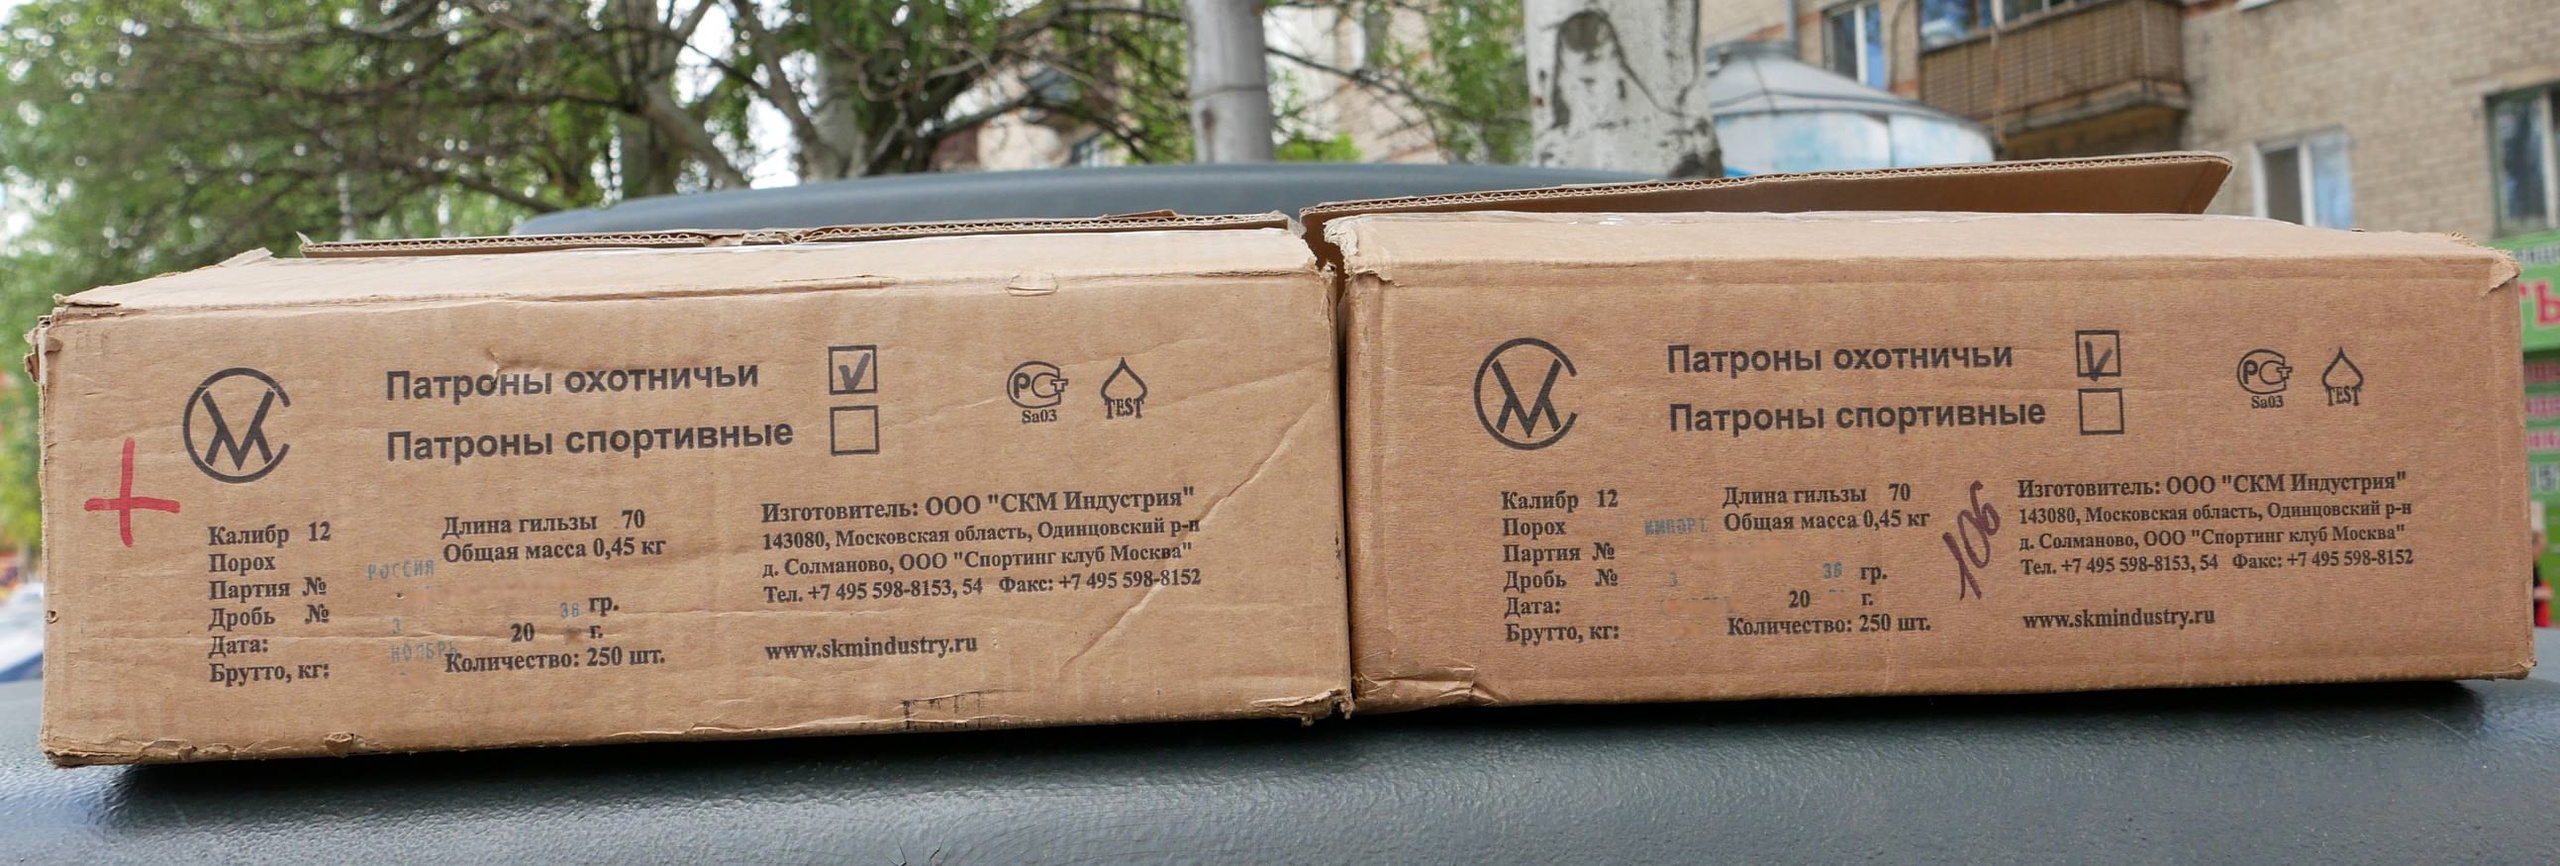 Патроны охотничьи
Патроны спортивные
РСТ
Sa03
TEST
Калибр 12
Порох РОССИЯ
Партия №
Дробь № 3
Дата: НОЯБРЬ
Брутто, кг:
Длина гильзы 70
Общая масса 0,45 кг
36 гр.
20 г.
Количество: 250 шт.
Изготовитель: ООО "СКМ Индустрия"
143080, Московская область, Одинцовский р-н
д. Солманово, ООО "Спортинг клуб Москва"
Тел. +7 495 598-8153, 54 Факс: +7 495 598-8152
www.skmindustry.ru
Патроны охотничьи
Патроны спортивные
РСТ
Sa03
TEST
Калибр 12
Порох ИМПОРТ
Партия №
Дробь № 3
Дата:
Брутто, кг:
Длина гильзы 70
Общая масса 0,45 кг
36 гр.
20 г.
Количество: 250 шт.
106
Изготовитель: ООО "СКМ Индустрия"
143080, Московская область, Одинцовский р-н
д. Солманово, ООО "Спортинг клуб Москва"
Тел. +7 495 598-8153, 54 Факс: +7 495 598-8152
www.skmindustry.ru